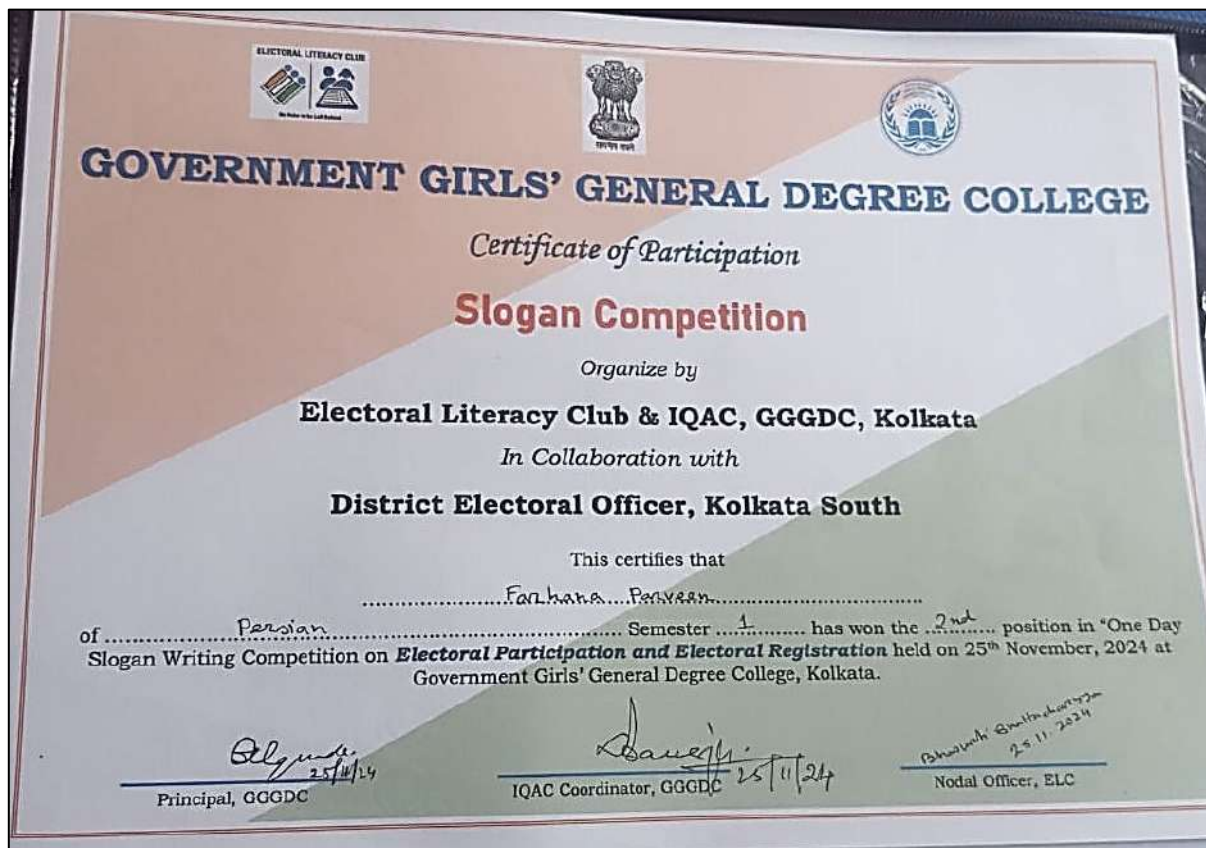 ELECTORAL LITERACY CLUB
सत्यमेव जयते
GOVERNMENT GIRLS' GENERAL DEGREE COLLEGE
Certificate of Participation
Slogan Competition
Organize by
Electoral Literacy Club & IQAC, GGGDC, Kolkata
In Collaboration with
District Electoral Officer, Kolkata South
This certifies that
Farhana Parveen
of Persian Semester 1 has won the 2nd position in "One Day
Slogan Writing Competition on Electoral Participation and Electoral Registration held on 25th November, 2024 at
Government Girls' General Degree College, Kolkata.
25/11/24
25/11/24
25.11.2024
Principal, GGGDC
IQAC Coordinator, GGGDC
Nodal Officer, ELC